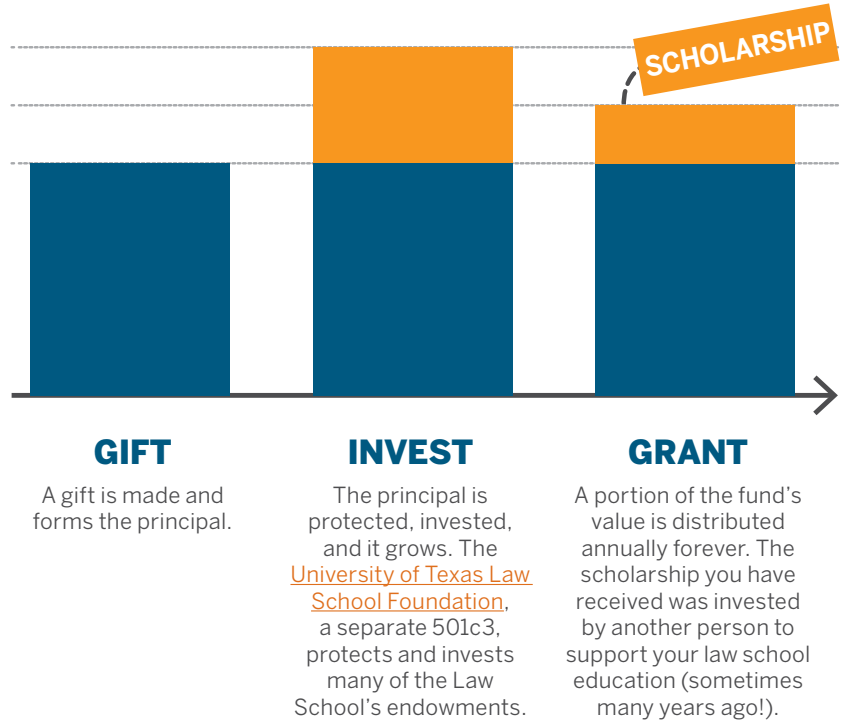 SCHOLARSHIP
GIFT
A gift is made and
forms the principal.
INVEST
The principal is
protected, invested,
and it grows. The
University of Texas Law
School Foundation,
a separate 501c3,
protects and invests
many of the Law
School’s endowments.
GRANT
A portion of the fund’s
value is distributed
annually forever. The
scholarship you have
received was invested
by another person to
support your law school
education (sometimes
many years ago!).